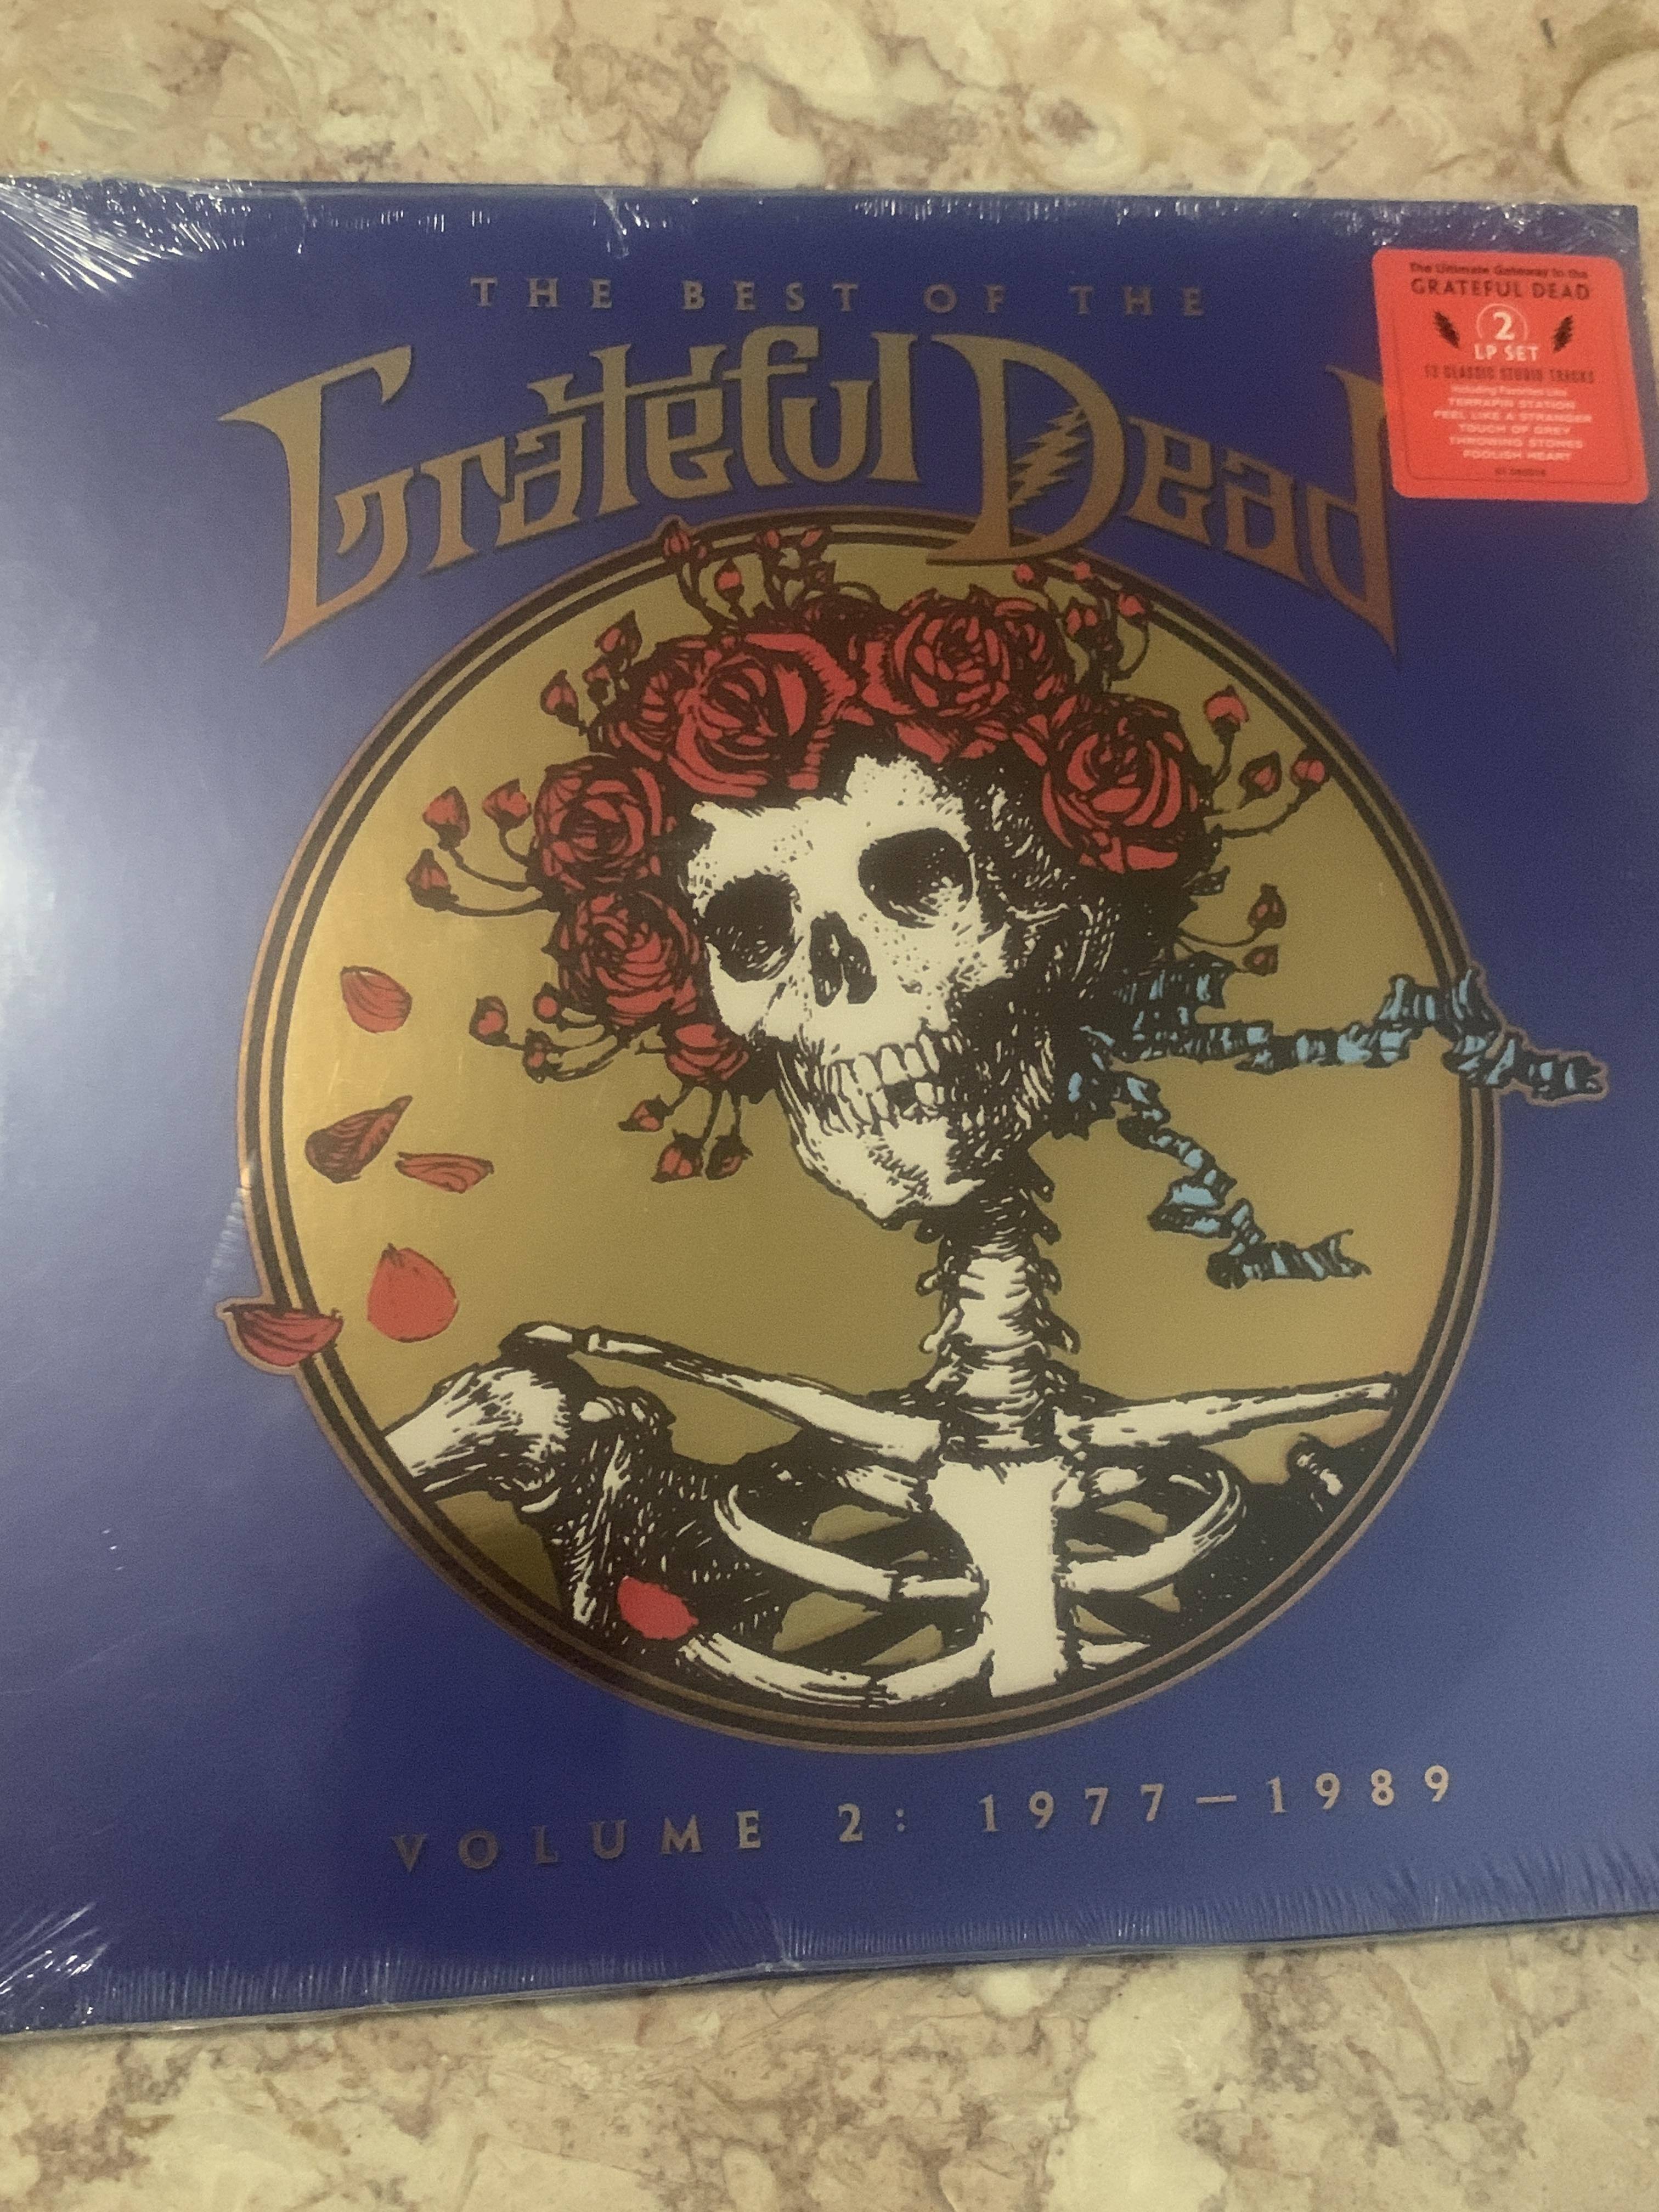 THE BEST OF THE
Grateful Dead
The Ultimate Gateway to the
GRATEFUL DEAD
2
LP SET
CLASSIC STUDIO TRACKS
Including Favorites Like
TERRAPIN STATION
FEEL LIKE A STRANGER
TOUCH OF GREY
THROWING STONES
FOOLISH HEART
VOLUME 2: 1977—1989